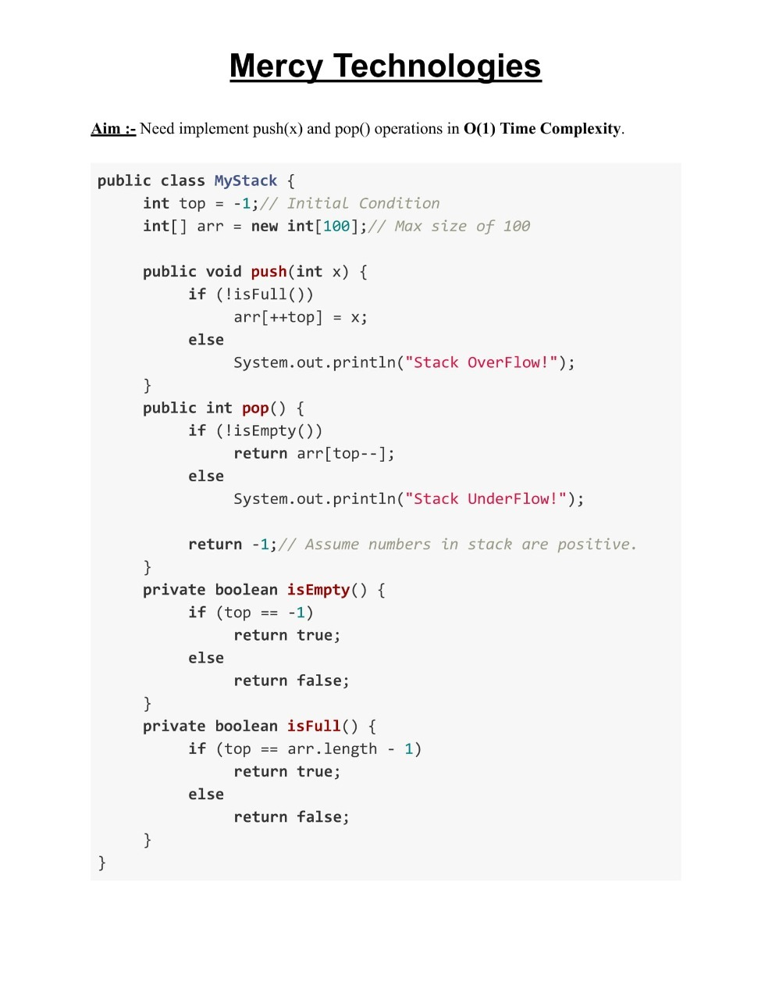 Mercy Technologies
Aim :- Need implement push(x) and pop() operations in O(1) Time Complexity.
public class MyStack {
int top = -1;// Initial Condition
int[] arr = new int[100];// Max size of 100
public void push(int x) {
if (!isFull())
arr[++top] = x;
else
System.out.println("Stack OverFlow!");
}
public int pop() {
if (!isEmpty())
return arr[top--];
else
System.out.println("Stack UnderFlow!");
return -1;// Assume numbers in stack are positive.
}
private boolean isEmpty() {
if (top == -1)
return true;
else
return false;
}
private boolean isFull() {
if (top == arr.length - 1)
return true;
else
return false;
}
}